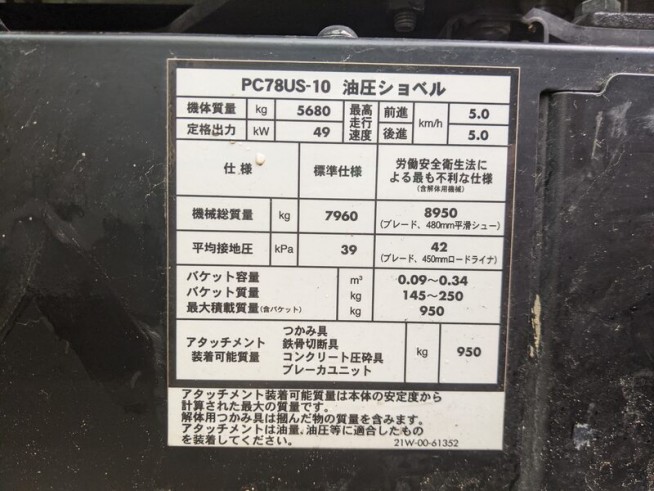 PC78US-10 油圧ショベル
機体質量 kg 5680 最高走行速度 前進 km/h 5.0
定格出力 kW 49 後進 5.0
仕様 標準仕様 労働安全衛生法に
よる最も不利な仕様
(含解体用機械)
機械総質量 kg 7960 8950
(ブレード、480mm平滑シュー)
平均接地圧 kPa 39 42
(ブレード、450mmロードライナ)
バケット容量 m³ 0.09〜0.34
バケット質量 kg 145〜250
最大積載質量(含バケット) kg 950
アタッチメント
装着可能質量
つかみ具
鉄骨切断具
コンクリート圧砕具
ブレーカユニット
kg 950
アタッチメント装着可能質量は本体の安定度から
計算された最大の質量です。
解体用つかみ具は掴んだ物の質量を含みます。
アタッチメントは油量、油圧等に適合したもの
を装着してください。 21W-00-61352